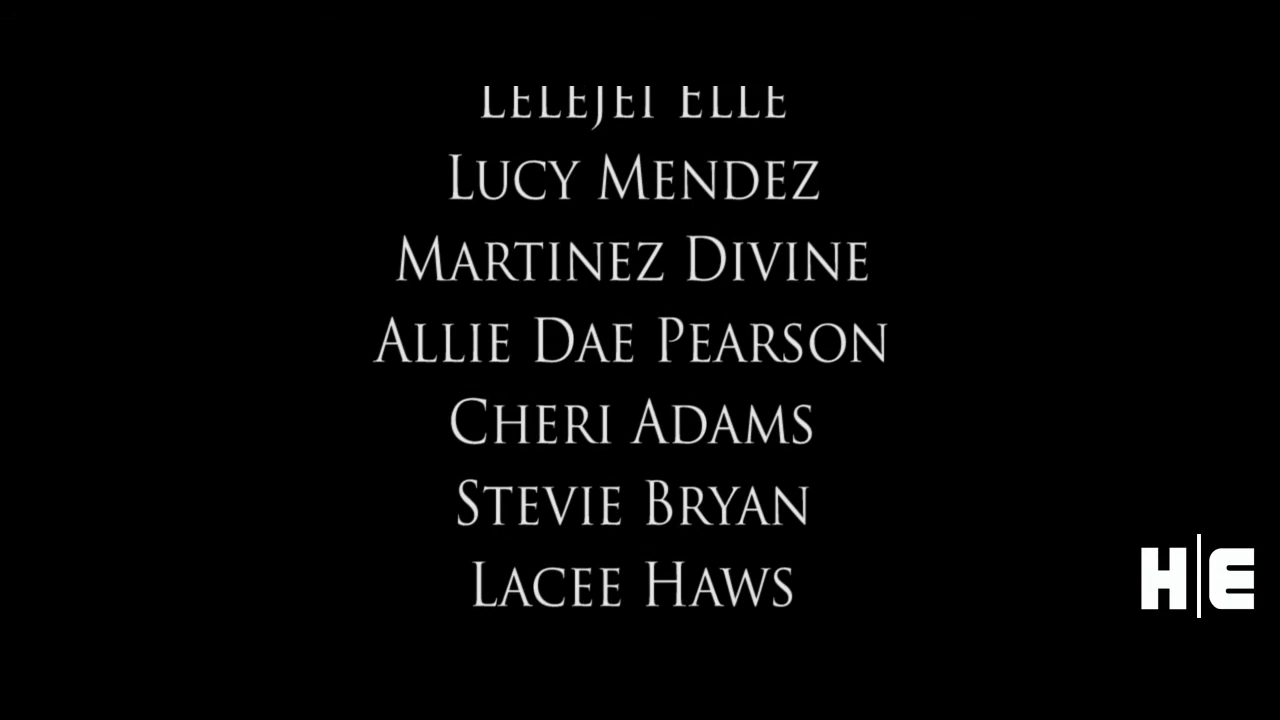 LUCY MENDEZ
MARTINEZ DIVINE
ALLIE DAE PEARSON
CHERI ADAMS
STEVIE BRYAN
LACEE HAWS
H|E